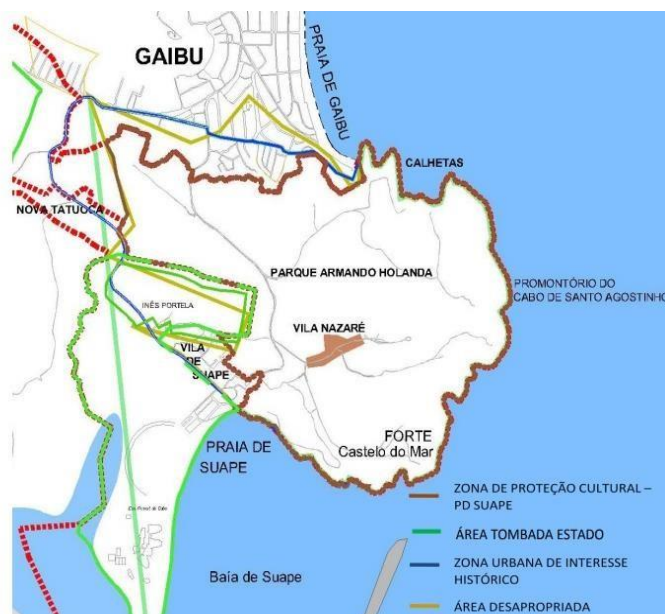 GAIBU
PRAIA DE GAIBU
CALHETAS
NOVA TATUOCA
PARQUE ARMANDO HOLANDA
PROMONTÓRIO DO
CABO DE SANTO AGOSTINHO
INÊS PORTELA
VILA NAZARÉ
VILA
DE
SUAPE
FORTE
Castelo do Mar
PRAIA DE
SUAPE
Baía de Suape
ZONA DE PROTEÇÃO CULTURAL –
PD SUAPE
ÁREA TOMBADA ESTADO
ZONA URBANA DE INTERESSE
HISTÓRICO
ÁREA DESAPROPRIADA